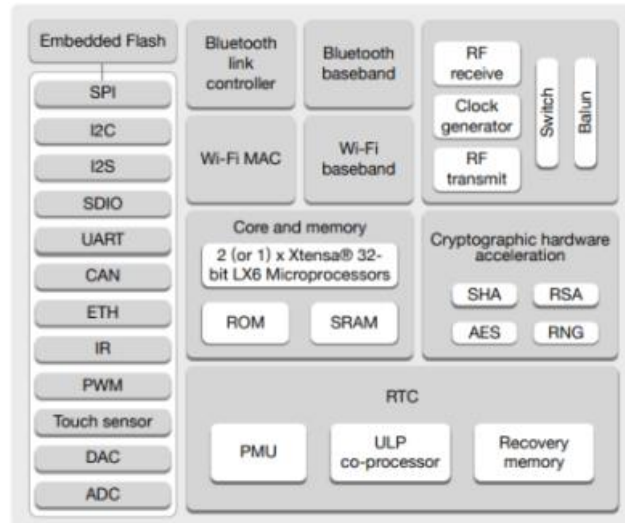 Embedded Flash
SPI
I2C
I2S
SDIO
UART
CAN
ETH
IR
PWM
Touch sensor
DAC
ADC
Bluetooth
link
controller
Bluetooth
baseband
Wi-Fi MAC
Wi-Fi
baseband
RF
receive
Clock
generator
RF
transmit
Switch
Balun
Core and memory
2 (or 1) x Xtensa® 32-
bit LX6 Microprocessors
ROM
SRAM
Cryptographic hardware
acceleration
SHA
RSA
AES
RNG
RTC
PMU
ULP
co-processor
Recovery
memory